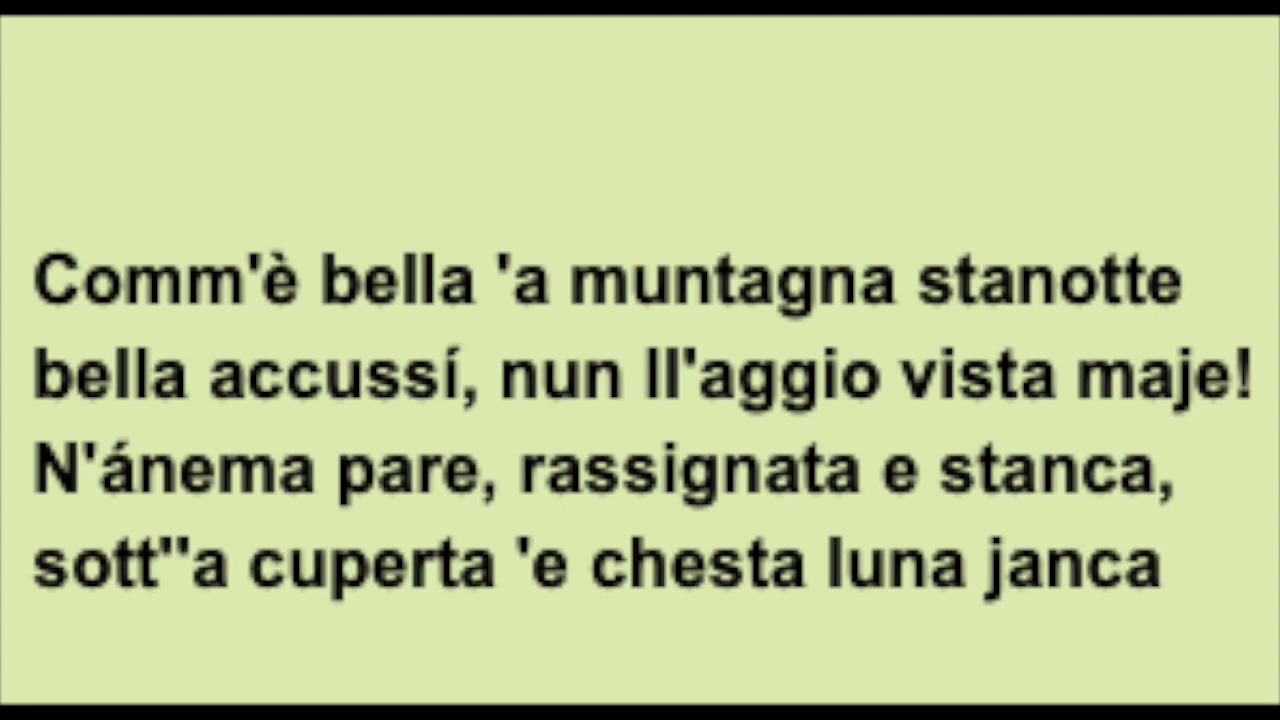 Comm'è bella 'a muntagna stanotte
bella accussí, nun ll'aggio vista maje!
N'ánema pare, rassignata e stanca,
sott''a cuperta 'e chesta luna janca